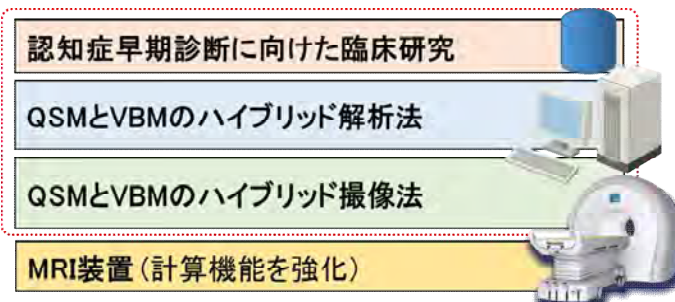 認知症早期診断に向けた臨床研究
QSMとVBMのハイブリッド解析法
QSMとVBMのハイブリッド撮像法
MRI装置（計算機能を強化）